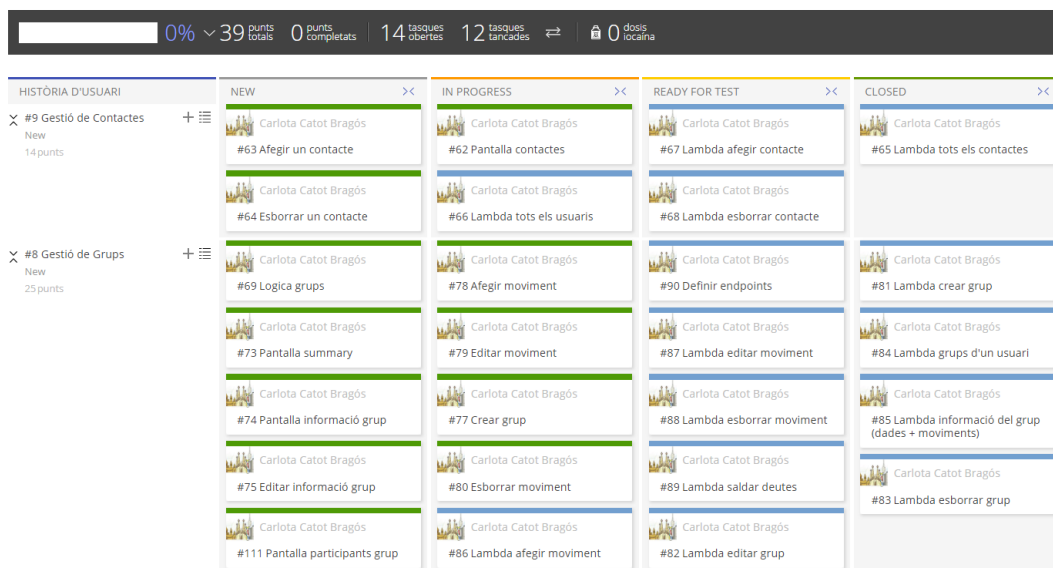 0% 39 punts totals 0 punts completats 14 tasques obertes 12 tasques tancades 0 dosis iocaïna
HISTÒRIA D'USUARI
NEW
IN PROGRESS
READY FOR TEST
CLOSED
#9 Gestió de Contactes
New
14 punts
Carlota Catot Bragós
#63 Afegir un contacte
Carlota Catot Bragós
#64 Esborrar un contacte
Carlota Catot Bragós
#62 Pantalla contactes
Carlota Catot Bragós
#66 Lambda tots els usuaris
Carlota Catot Bragós
#67 Lambda afegir contacte
Carlota Catot Bragós
#68 Lambda esborrar contacte
Carlota Catot Bragós
#65 Lambda tots els contactes
#8 Gestió de Grups
New
25 punts
Carlota Catot Bragós
#69 Logica grups
Carlota Catot Bragós
#73 Pantalla summary
Carlota Catot Bragós
#74 Pantalla informació grup
Carlota Catot Bragós
#75 Editar informació grup
Carlota Catot Bragós
#111 Pantalla participants grup
Carlota Catot Bragós
#78 Afegir moviment
Carlota Catot Bragós
#79 Editar moviment
Carlota Catot Bragós
#77 Crear grup
Carlota Catot Bragós
#80 Esborrar moviment
Carlota Catot Bragós
#86 Lambda afegir moviment
Carlota Catot Bragós
#90 Definir endpoints
Carlota Catot Bragós
#87 Lambda editar moviment
Carlota Catot Bragós
#88 Lambda esborrar moviment
Carlota Catot Bragós
#89 Lambda saldar deutes
Carlota Catot Bragós
#82 Lambda editar grup
Carlota Catot Bragós
#81 Lambda crear grup
Carlota Catot Bragós
#84 Lambda grups d'un usuari
Carlota Catot Bragós
#85 Lambda informació del grup
(dades + moviments)
Carlota Catot Bragós
#83 Lambda esborrar grup